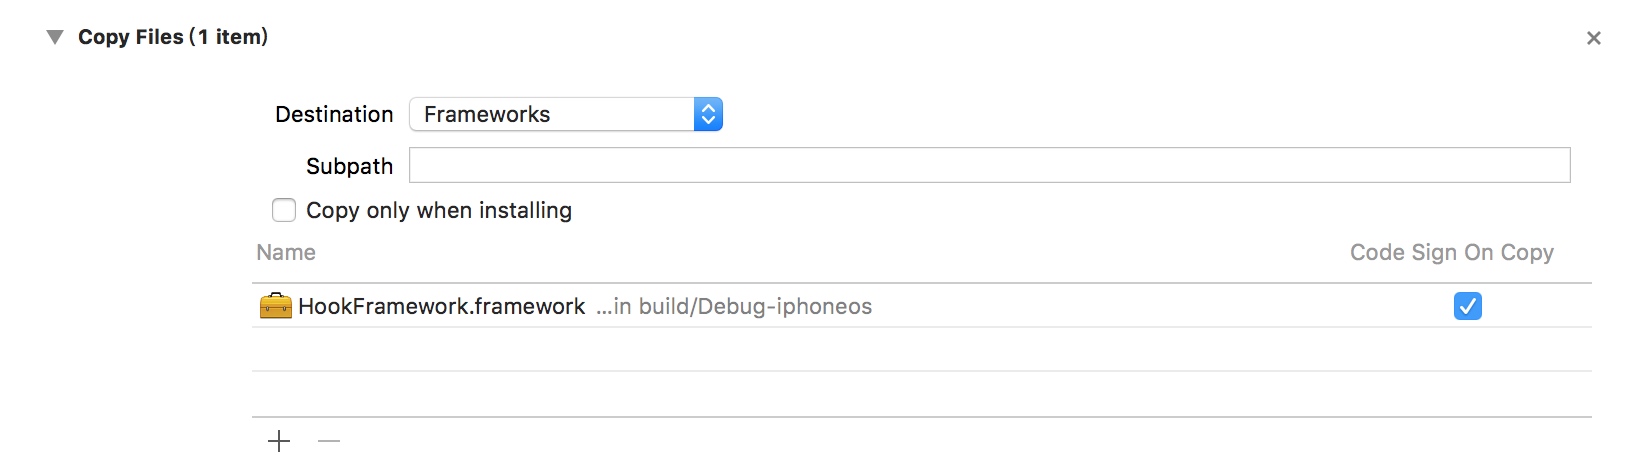 Copy Files (1 item)
Destination Frameworks
Subpath
Copy only when installing
Name Code Sign On Copy
HookFramework.framework ...in build/Debug-iphoneos